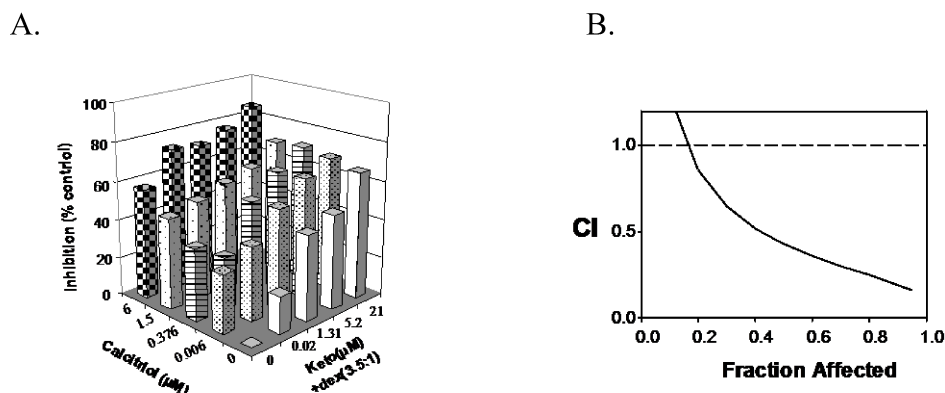 A.
B.
Inhibition (% contriol)
100
80
60
40
20
0
6
1.5
0.376
0.006
0
Calcitriol (µM)
0
0.02
1.31
5.2
21
Keto(µM)
+dex(3.5:1)
CI
1.0
0.5
0.0
0.0 0.2 0.4 0.6 0.8 1.0
Fraction Affected